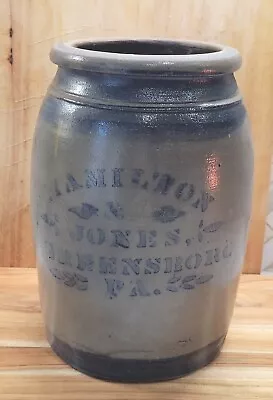 HAMILTON
&
JONES.
GREENSBORO
PA.